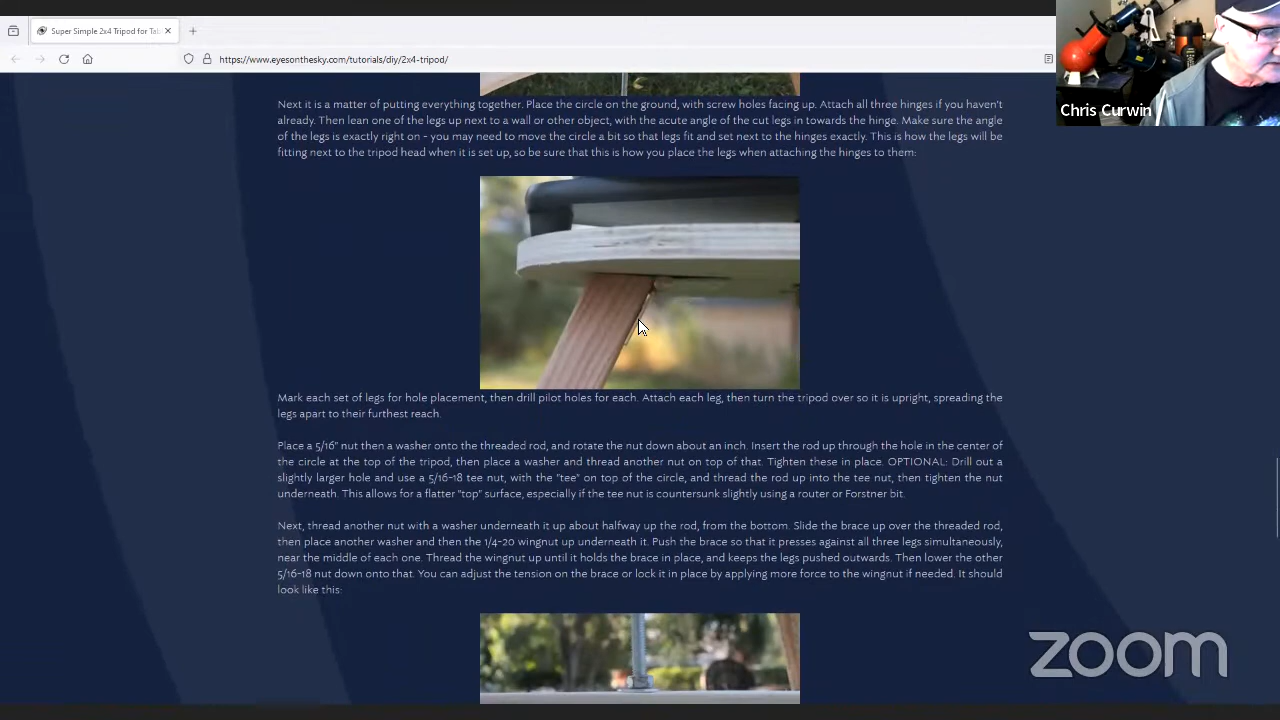 Super Simple 2x4 Tripod for Tab
https://www.eyesonthesky.com/tutorials/diy/2x4-tripod/
Chris Curwin
Next it is a matter of putting everything together. Place the circle on the ground, with screw holes facing up. Attach all three hinges if you haven't
already. Then lean one of the legs up next to a wall or other object, with the acute angle of the cut legs in towards the hinge. Make sure the angle
of the legs is exactly right on - you may need to move the circle a bit so that legs fit and set next to the hinges exactly. This is how the legs will be
fitting next to the tripod head when it is set up, so be sure that this is how you place the legs when attaching the hinges to them:
Mark each set of legs for hole placement, then drill pilot holes for each. Attach each leg, then turn the tripod over so it is upright, spreading the
legs apart to their furthest reach.
Place a 5/16" nut then a washer onto the threaded rod, and rotate the nut down about an inch. Insert the rod up through the hole in the center of
the circle at the top of the tripod, then place a washer and thread another nut on top of that. Tighten these in place. OPTIONAL: Drill out a
slightly larger hole and use a 5/16-18 tee nut, with the "tee" on top of the circle, and thread the rod up into the tee nut, then tighten the nut
underneath. This allows for a flatter "top" surface, especially if the tee nut is countersunk slightly using a router or Forstner bit.
Next, thread another nut with a washer underneath it up about halfway up the rod, from the bottom. Slide the brace up over the threaded rod,
then place another washer and then the 1/4-20 wingnut up underneath it. Push the brace so that it presses against all three legs simultaneously,
near the middle of each one. Thread the wingnut up until it holds the brace in place, and keeps the legs pushed outwards. Then lower the other
5/16-18 nut down onto that. You can adjust the tension on the brace or lock it in place by applying more force to the wingnut if needed. It should
look like this:
zoom